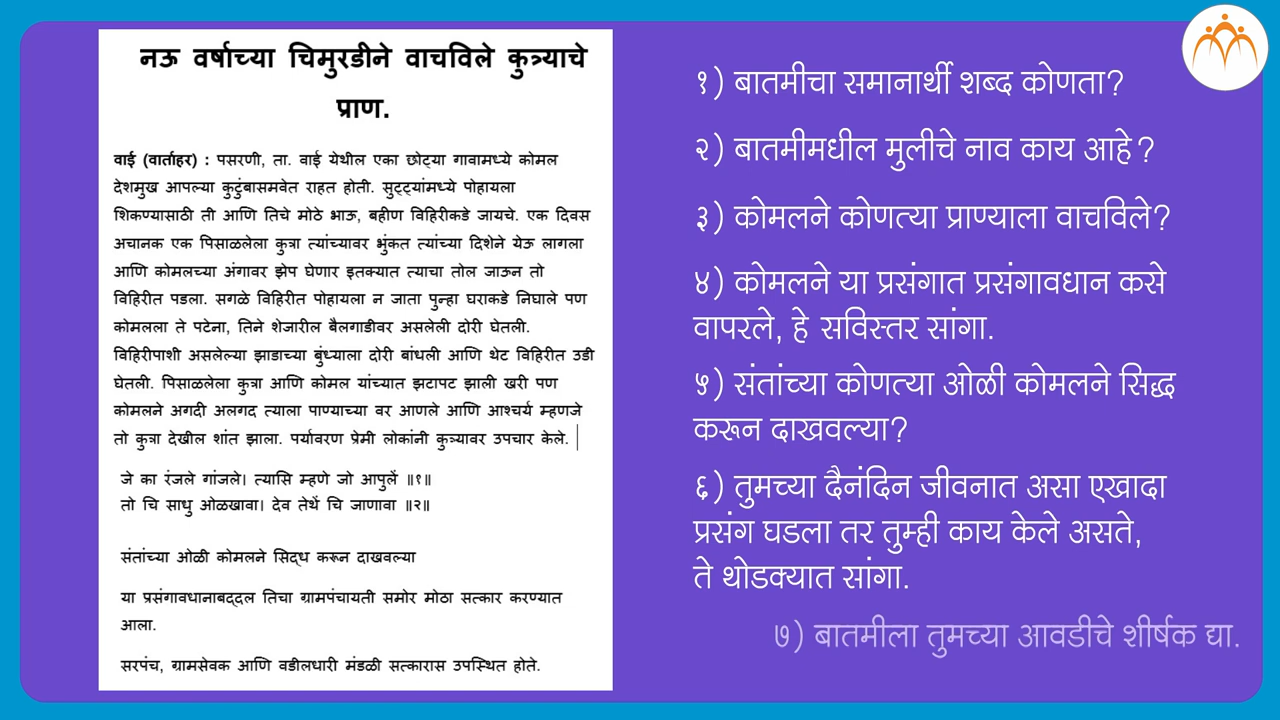 नऊ वर्षाच्या चिमुरडीने वाचविले कुत्र्याचे
प्राण.
वाई (वार्ताहर) : पसरणी, ता. वाई येथील एका छोट्या गावामध्ये कोमल
देशमुख आपल्या कुटुंबासमवेत राहत होती. सुट्ट्यांमध्ये पोहायला
शिकण्यासाठी ती आणि तिचे मोठे भाऊ, बहीण विहिरीकडे जायचे. एक दिवस
अचानक एक पिसाळलेला कुत्रा त्यांच्यावर भुंकत त्यांच्या दिशेने येऊ लागला
आणि कोमलच्या अंगावर झेप घेणार इतक्यात त्याचा तोल जाऊन तो
विहिरीत पडला. सगळे विहिरीत पोहायला न जाता पुन्हा घराकडे निघाले पण
कोमलला ते पटेना, तिने शेजारील बैलगाडीवर असलेली दोरी घेतली.
विहिरीपाशी असलेल्या झाडाच्या बुंध्याला दोरी बांधली आणि थेट विहिरीत उडी
घेतली. पिसाळलेला कुत्रा आणि कोमल यांच्यात झटापट झाली खरी पण
कोमलने अगदी अलगद त्याला पाण्याच्या वर आणले आणि आश्चर्य म्हणजे
तो कुत्रा देखील शांत झाला. पर्यावरण प्रेमी लोकांनी कुत्र्यावर उपचार केले.
जे का रंजले गांजले। त्यासि म्हणे जो आपुलें ॥१॥
तो चि साधु ओळखावा। देव तेथें चि जाणावा ॥२॥
संतांच्या ओळी कोमलने सिद्ध करून दाखवल्या
या प्रसंगावधानाबद्दल तिचा ग्रामपंचायती समोर मोठा सत्कार करण्यात
आला.
सरपंच, ग्रामसेवक आणि वडीलधारी मंडळी सत्कारास उपस्थित होते.
१) बातमीचा समानार्थी शब्द कोणता?
२) बातमीमधील मुलीचे नाव काय आहे?
३) कोमलने कोणत्या प्राण्याला वाचविले?
४) कोमलने या प्रसंगात प्रसंगावधान कसे
वापरले, हे सविस्तर सांगा.
५) संतांच्या कोणत्या ओळी कोमलने सिद्ध
करून दाखवल्या?
६) तुमच्या दैनंदिन जीवनात असा एखादा
प्रसंग घडला तर तुम्ही काय केले असते,
ते थोडक्यात सांगा.
७) बातमीला तुमच्या आवडीचे शीर्षक द्या.